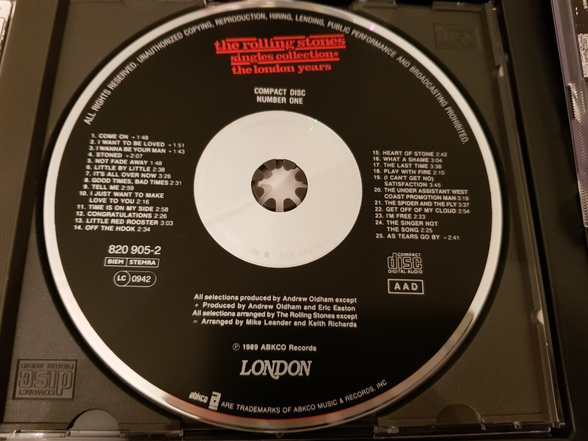 ALL RIGHTS RESERVED. UNAUTHORIZED COPYING, REPRODUCTION, HIRING, LENDING, PUBLIC PERFORMANCE AND BROADCASTING PROHIBITED.
the rolling stones
singles collection*
the london years
COMPACT DISC
NUMBER ONE
1. COME ON + 1:48
2. I WANT TO BE LOVED + 1:51
3. I WANNA BE YOUR MAN + 1:43
4. STONED + 2:07
5. NOT FADE AWAY 1:48
6. LITTLE BY LITTLE 2:38
7. IT'S ALL OVER NOW 3:26
8. GOOD TIMES, BAD TIMES 2:31
9. TELL ME 2:59
10. I JUST WANT TO MAKE
LOVE TO YOU 2:16
11. TIME IS ON MY SIDE 2:58
12. CONGRATULATIONS 2:26
13. LITTLE RED ROOSTER 3:03
14. OFF THE HOOK 2:34
820 905-2
BIEM STEMRA
LC 0942
15. HEART OF STONE 2:42
16. WHAT A SHAME 3:04
17. THE LAST TIME 3:38
18. PLAY WITH FIRE 2:10
19. (I CAN'T GET NO)
SATISFACTION 3:45
20. THE UNDER ASSISTANT WEST
COAST PROMOTION MAN 3:19
21. THE SPIDER AND THE FLY 3:37
22. GET OFF OF MY CLOUD 2:54
23. I'M FREE 2:23
24. THE SINGER NOT
THE SONG 2:25
25. AS TEARS GO BY = 2:41
COMPACT
disc
DIGITAL AUDIO
AAD
All selections produced by Andrew Oldham except
+ Produced by Andrew Oldham and Eric Easton
All selections arranged by The Rolling Stones except
= Arranged by Mike Leander and Keith Richards
℗ 1989 ABKCO Records
LONDON
abkco ARE TRADEMARKS OF ABKCO MUSIC & RECORDS, INC.
COMPACT
disc
DIGITAL AUDIO